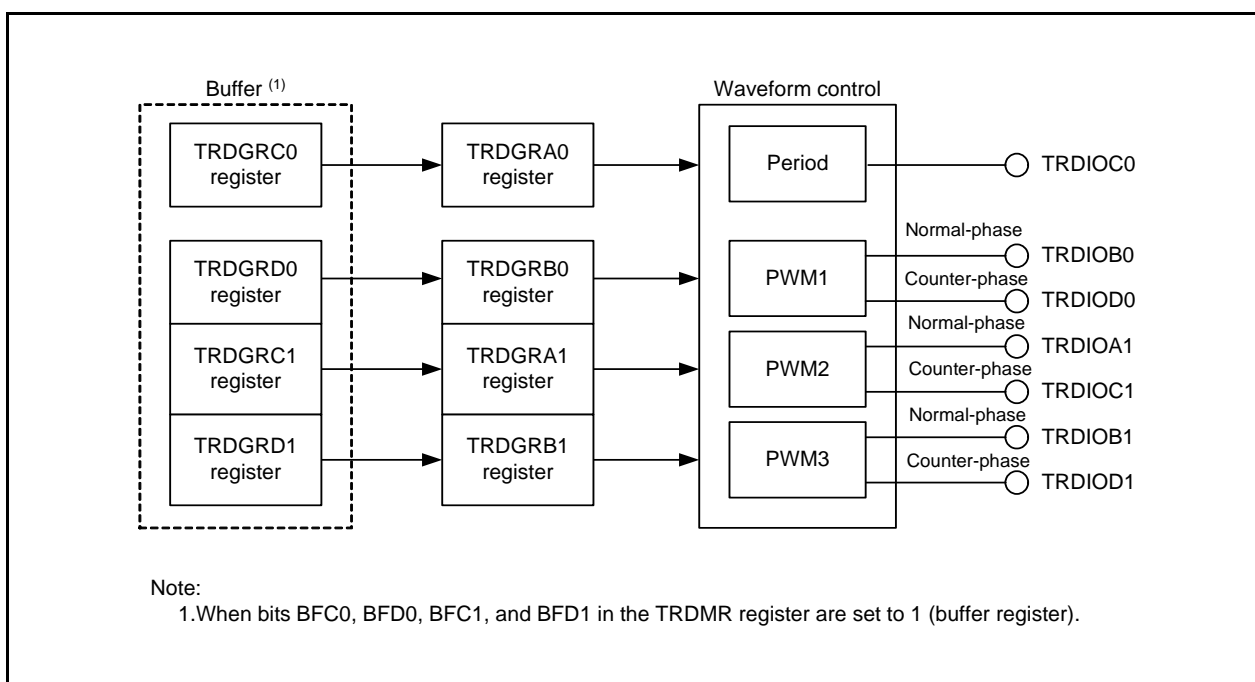 Buffer (1)
Waveform control
TRDGRC0
register
TRDGRA0
register
Period
TRDIOC0
TRDGRD0
register
TRDGRB0
register
PWM1
Normal-phase
TRDIOB0
Counter-phase
TRDIOD0
TRDGRC1
register
TRDGRA1
register
PWM2
Normal-phase
TRDIOA1
Counter-phase
TRDIOC1
TRDGRD1
register
TRDGRB1
register
PWM3
Normal-phase
TRDIOB1
Counter-phase
TRDIOD1
Note:
1.When bits BFC0, BFD0, BFC1, and BFD1 in the TRDMR register are set to 1 (buffer register).